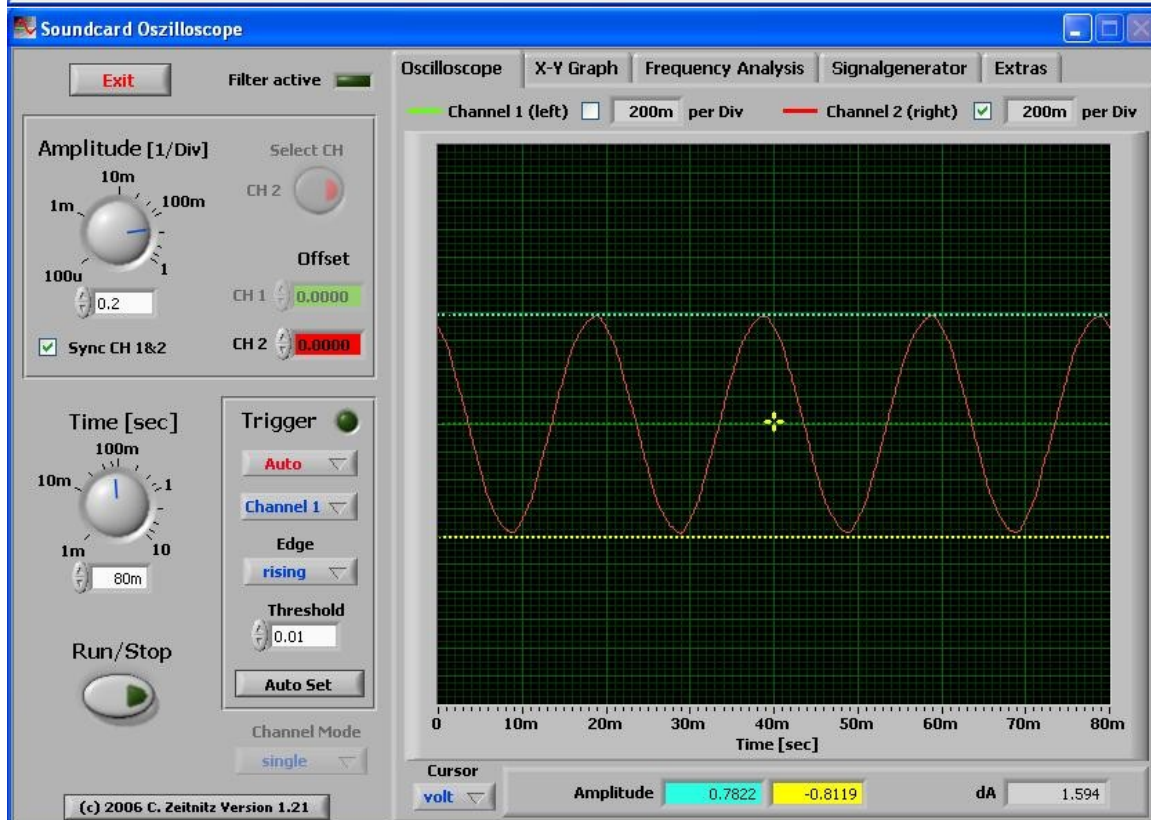 Soundcard Oszilloscope
Exit
Filter active
Amplitude [1/Div]
100u
1m
10m
100m
1
0.2
Sync CH 1&2
Select CH
CH 2
Offset
CH 1 0.0000
CH 2 0.0000
Time [sec]
1m
10m
100m
1
10
80m
Run/Stop
Trigger
Auto
Channel 1
Edge
rising
Threshold
0.01
Auto Set
Channel Mode
single
(c) 2006 C. Zeitnitz Version 1.21
Oscilloscope X-Y Graph Frequency Analysis Signalgenerator Extras
Channel 1 (left) 200m per Div Channel 2 (right) 200m per Div
0 10m 20m 30m 40m 50m 60m 70m 80m
Time [sec]
Cursor
volt
Amplitude 0.7822 -0.8119 dA 1.594